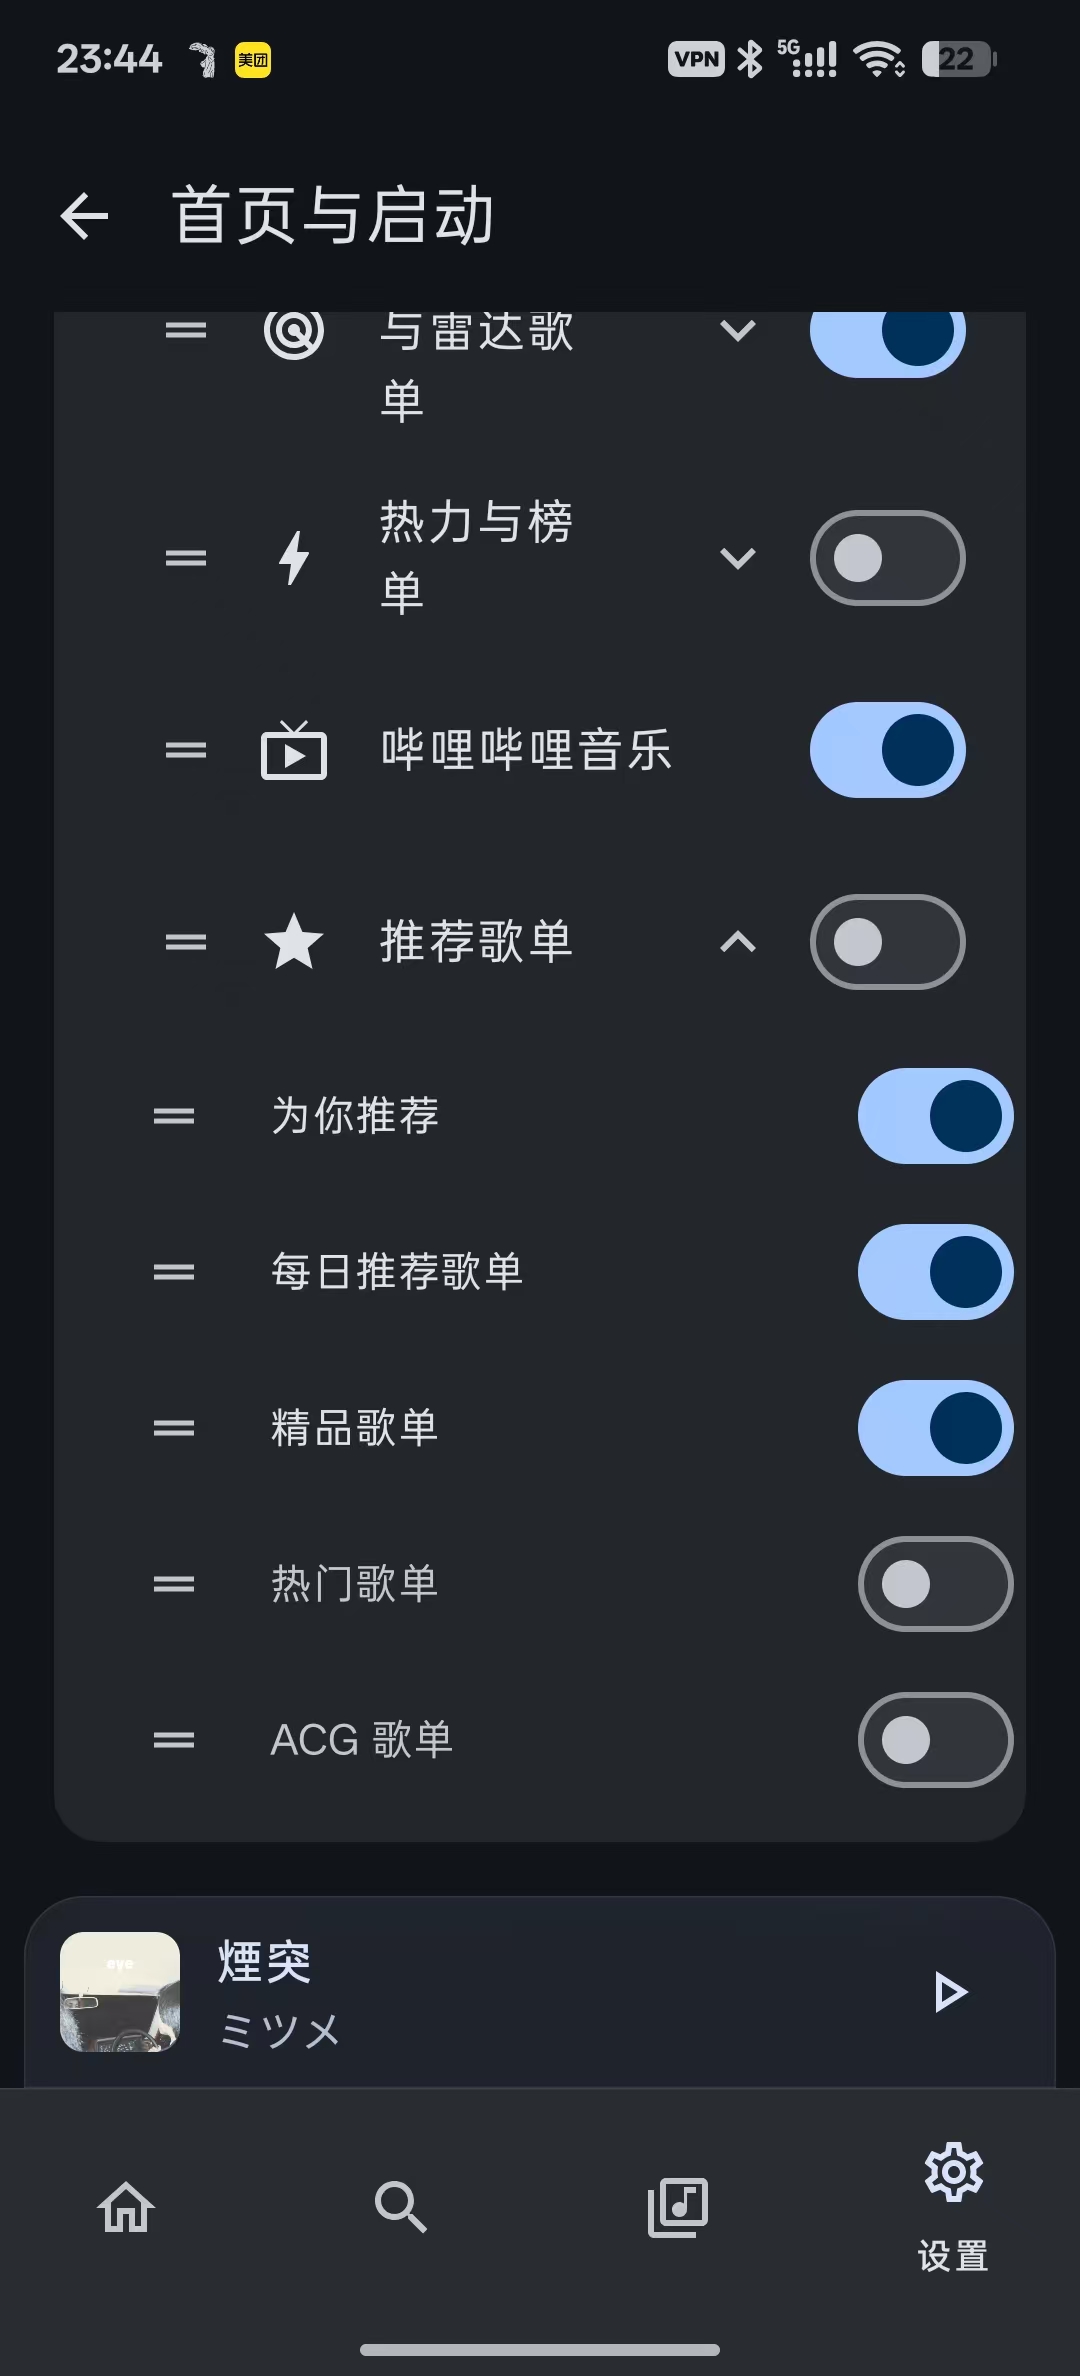 23:44
美团
VPN
5G
22
首页与启动
与雷达歌
单
热力与榜
单
哔哩哔哩音乐
推荐歌单
为你推荐
每日推荐歌单
精品歌单
热门歌单
ACG 歌单
eye
煙突
ミツメ
设置